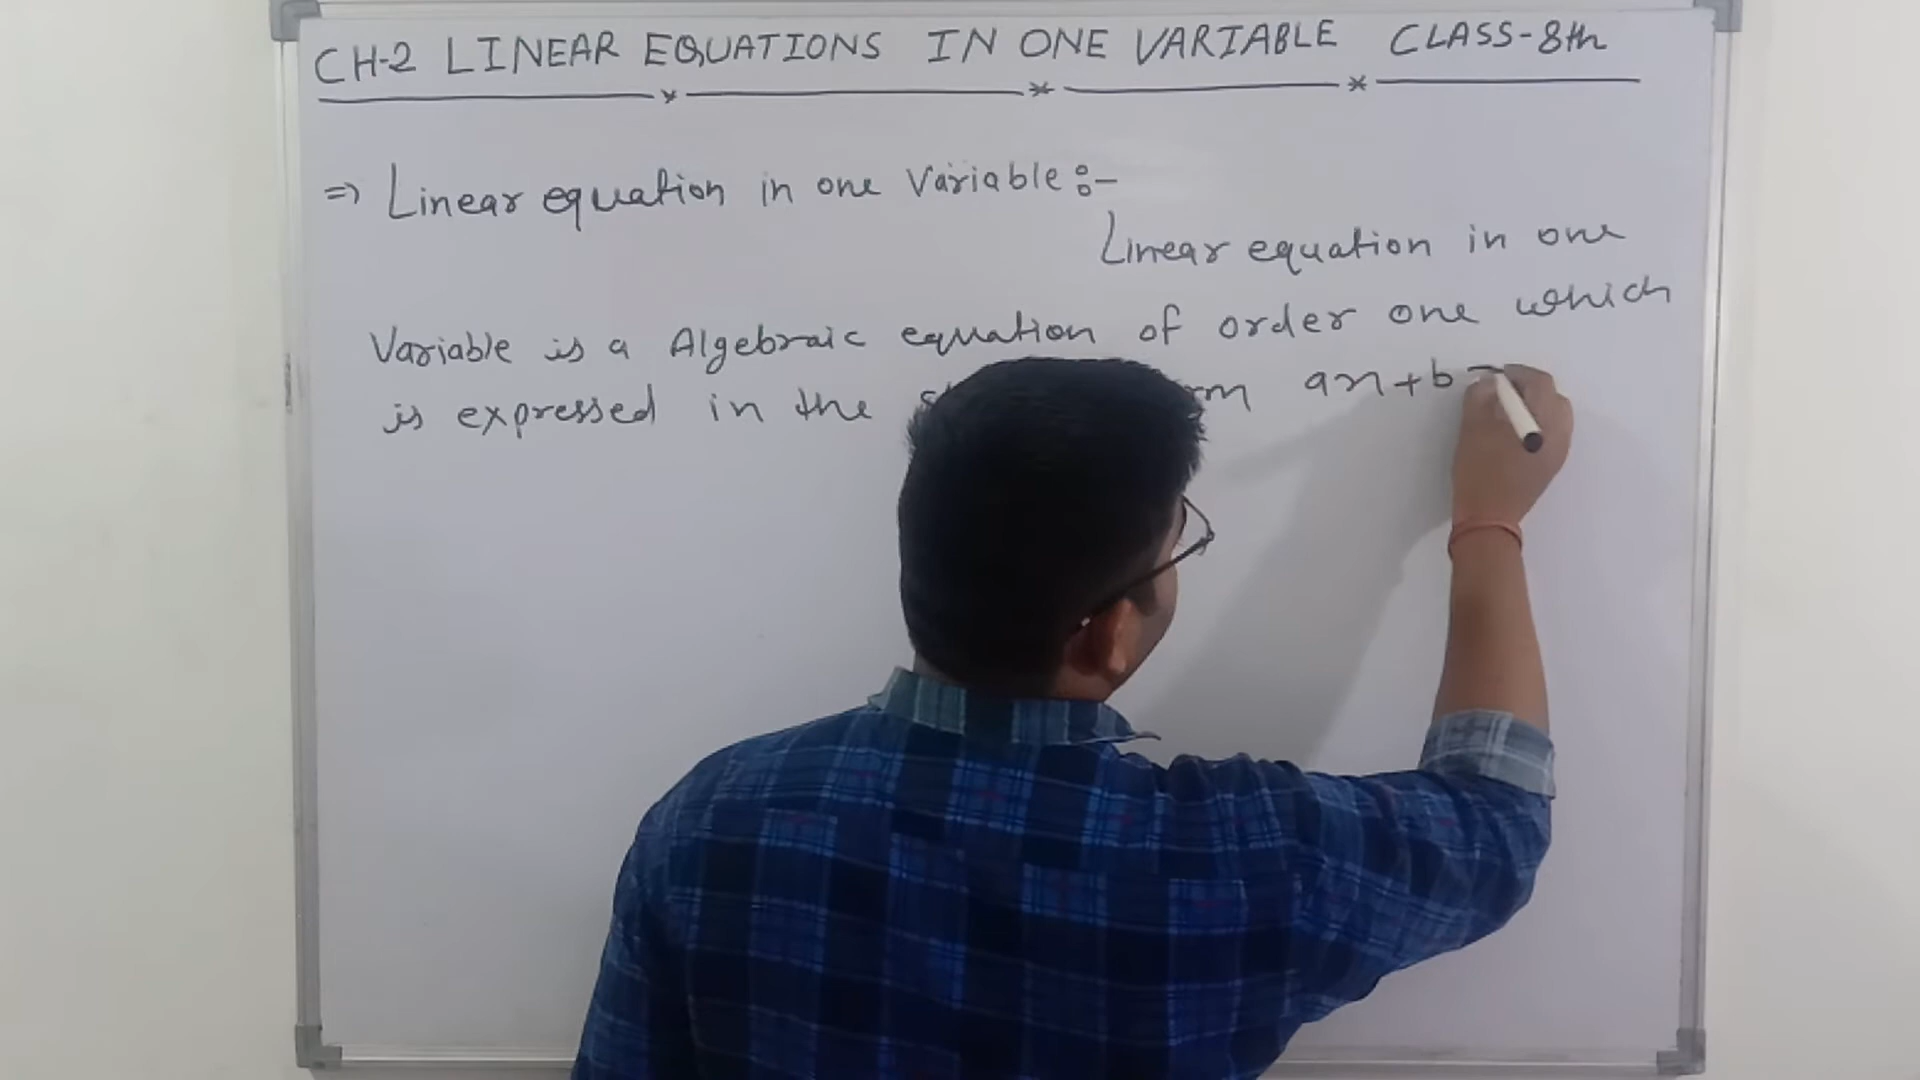 CH-2 LINEAR EQUATIONS IN ONE VARIABLE CLASS-8th
⇒ Linear equation in one Variable :-
Linear equation in one
Variable is a Algebraic equation of order one which
is expressed in the ax+b=